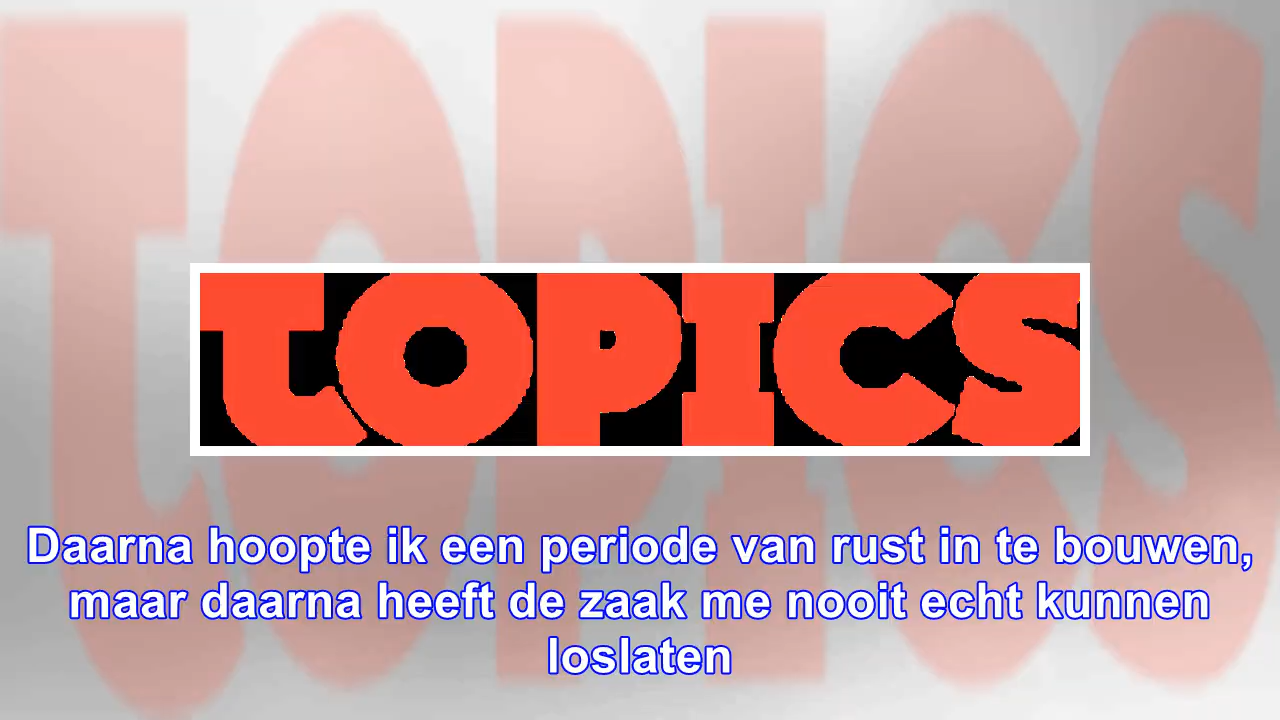 TOPICS
TOPICS
Daarna hoopte ik een periode van rust in te bouwen,
maar daarna heeft de zaak me nooit echt kunnen
loslaten